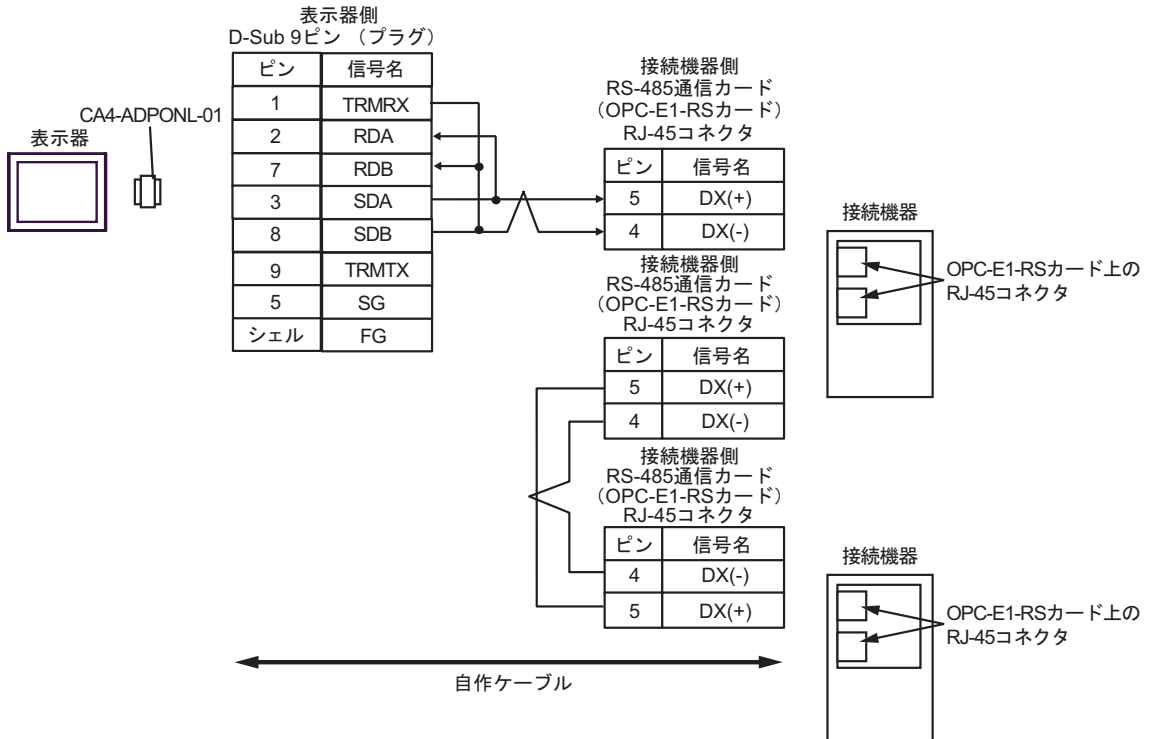 表示器側
D-Sub 9ピン （プラグ）
ピン 信号名
1 TRMRX
2 RDA
7 RDB
3 SDA
8 SDB
9 TRMTX
5 SG
シェル FG
CA4-ADPONL-01
表示器
接続機器側
RS-485通信カード
（OPC-E1-RSカード）
RJ-45コネクタ
ピン 信号名
5 DX(+)
4 DX(-)
接続機器側
RS-485通信カード
（OPC-E1-RSカード）
RJ-45コネクタ
ピン 信号名
5 DX(+)
4 DX(-)
接続機器側
RS-485通信カード
（OPC-E1-RSカード）
RJ-45コネクタ
ピン 信号名
4 DX(-)
5 DX(+)
接続機器
OPC-E1-RSカード上の
RJ-45コネクタ
接続機器
OPC-E1-RSカード上の
RJ-45コネクタ
自作ケーブル